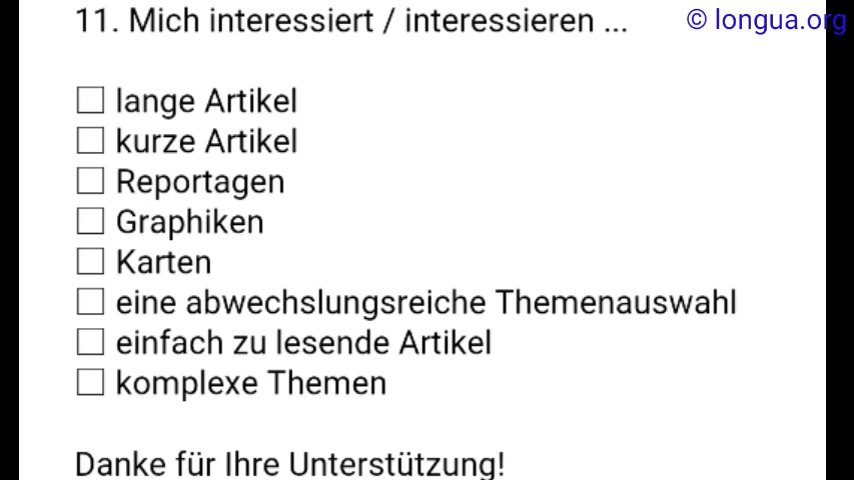 11. Mich interessiert / interessieren ...
© longua.org
☐ lange Artikel
☐ kurze Artikel
☐ Reportagen
☐ Graphiken
☐ Karten
☐ eine abwechslungsreiche Themenauswahl
☐ einfach zu lesende Artikel
☐ komplexe Themen
Danke für Ihre Unterstützung!